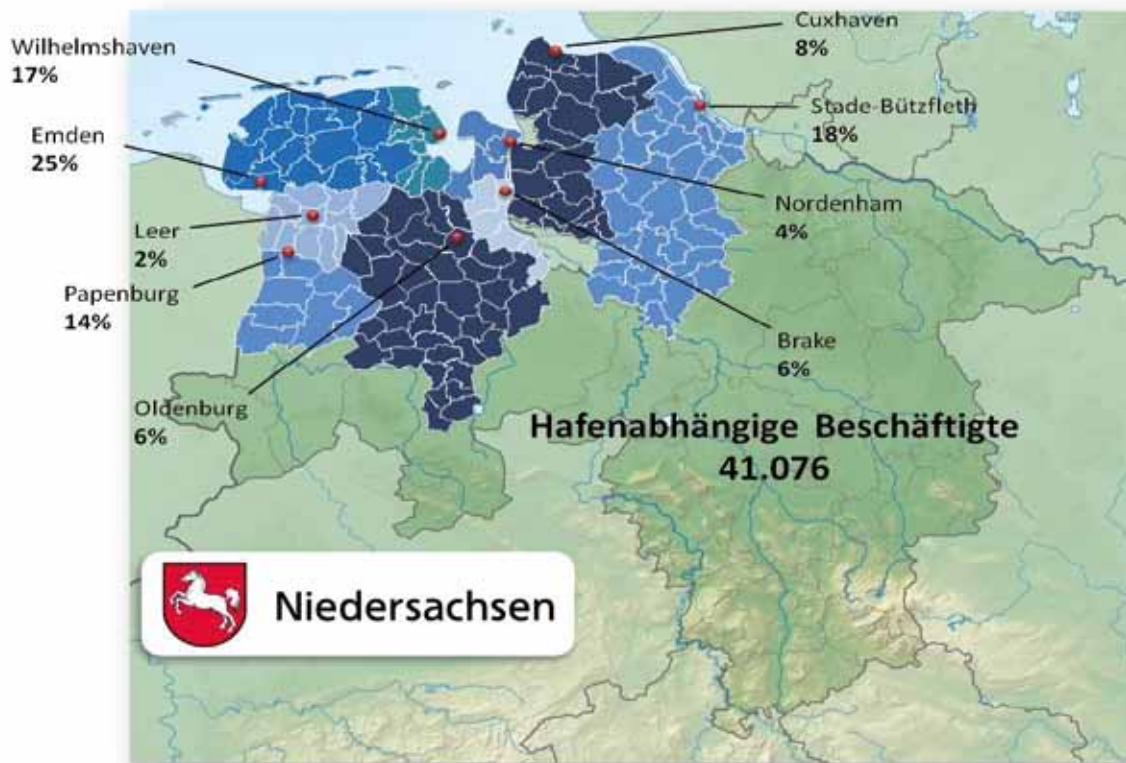 Cuxhaven
8%
Wilhelmshaven
17%
Stade-Bützfleth
18%
Emden
25%
Nordenham
4%
Leer
2%
Papenburg
14%
Brake
6%
Oldenburg
6%
Hafenabhängige Beschäftigte
41.076
Niedersachsen